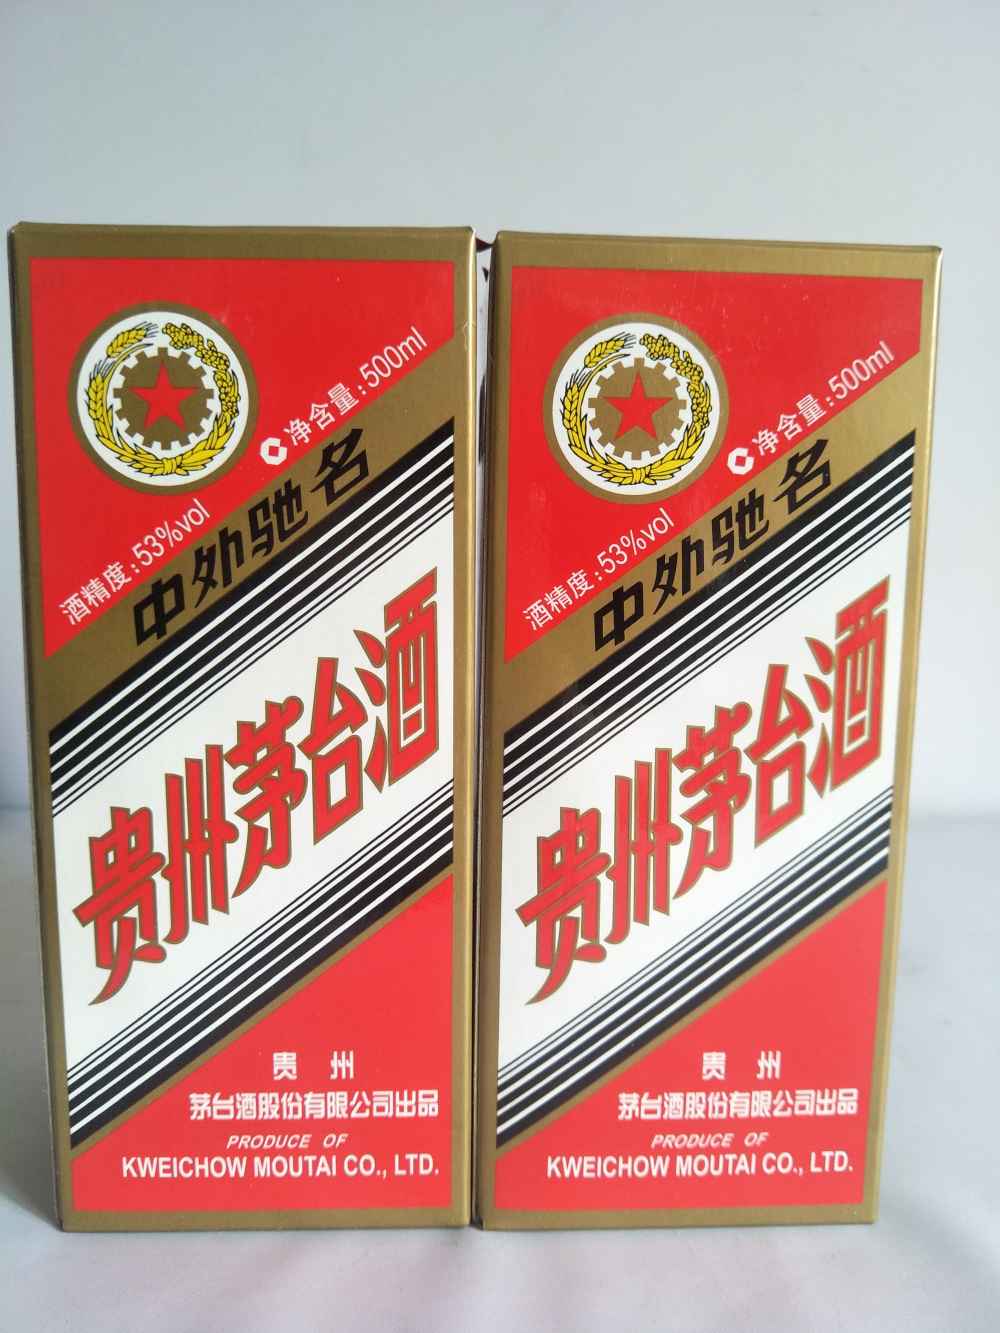 净含量:500ml
酒精度:53%vol
中外驰名
贵州茅台酒
贵州
茅台酒股份有限公司出品
PRODUCE OF
KWEICHOW MOUTAI CO., LTD.
净含量:500ml
酒精度:53%vol
中外驰名
贵州茅台酒
贵州
茅台酒股份有限公司出品
PRODUCE OF
KWEICHOW MOUTAI CO., LTD.